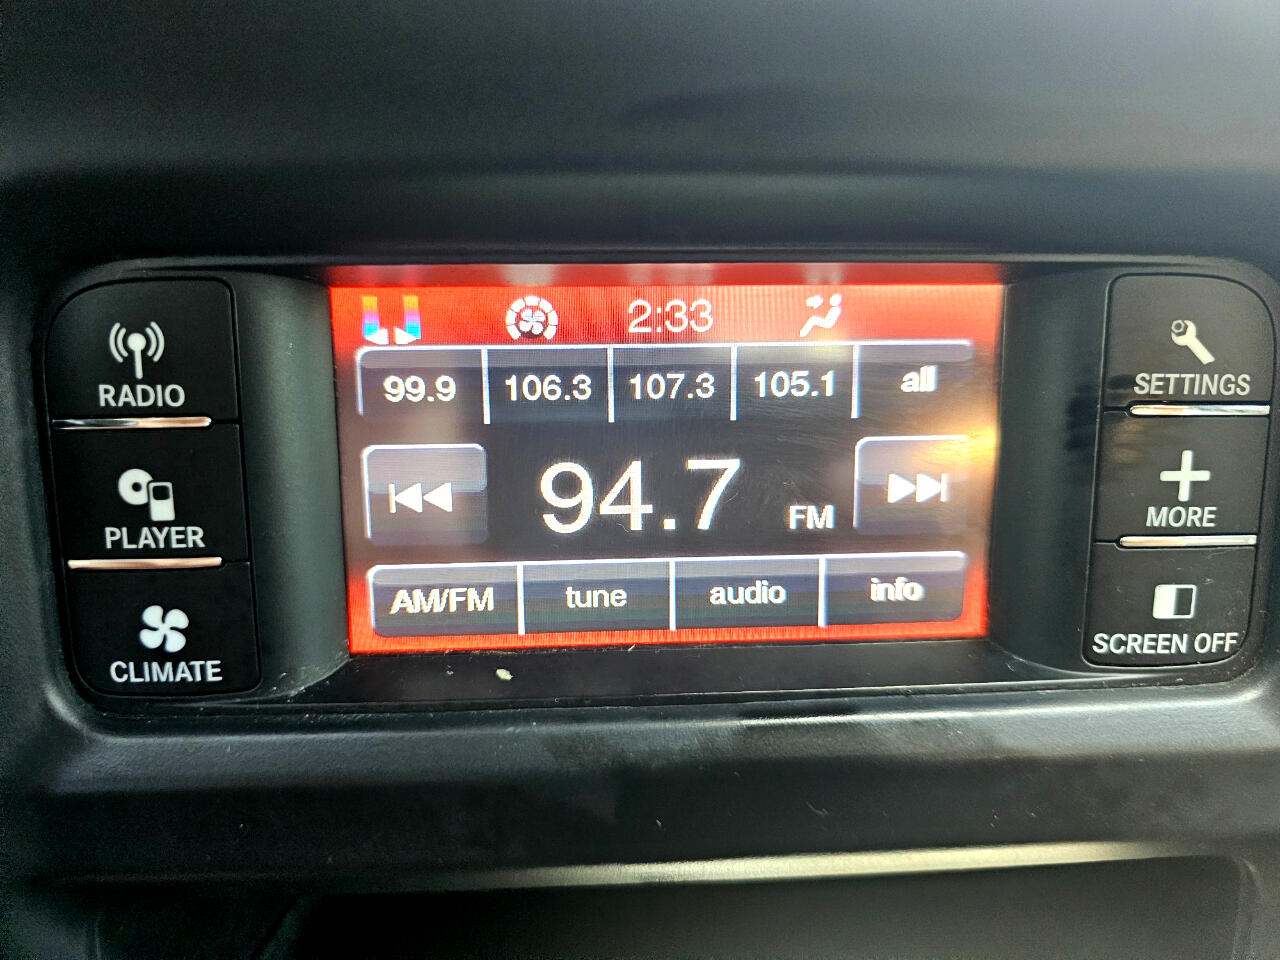 2:33
99.9 106.3 107.3 105.1 all
94.7 FM
AM/FM tune audio info
RADIO
PLAYER
CLIMATE
SETTINGS
MORE
SCREEN OFF